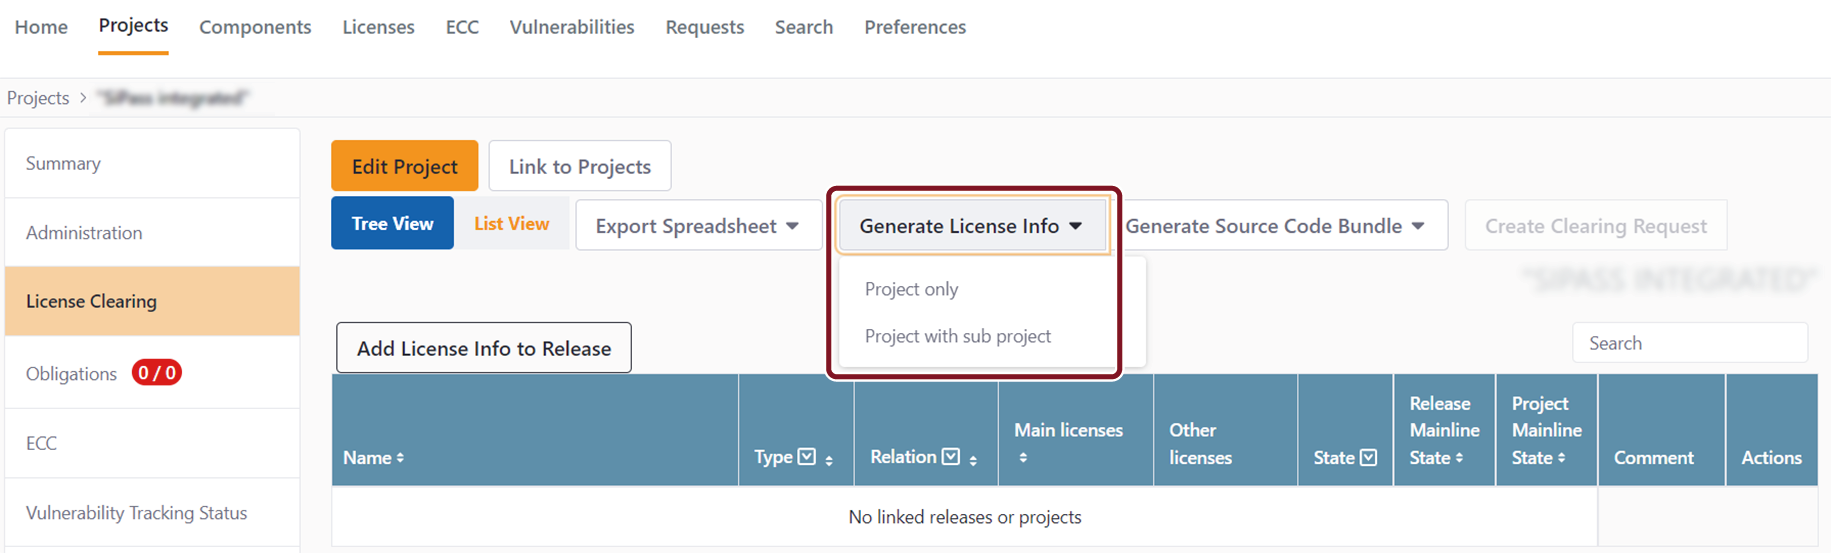 Home Projects Components Licenses ECC Vulnerabilities Requests Search Preferences
Projects >
Summary
Administration
License Clearing
Obligations 0 / 0
ECC
Vulnerability Tracking Status
Edit Project Link to Projects
Tree View List View Export Spreadsheet Generate License Info Generate Source Code Bundle Create Clearing Request
Project only
Project with sub project
"SIPASS INTEGRATED"
Add License Info to Release
Search
Name Type Relation Main licenses Other licenses State Release Mainline State Project Mainline State Comment Actions
No linked releases or projects